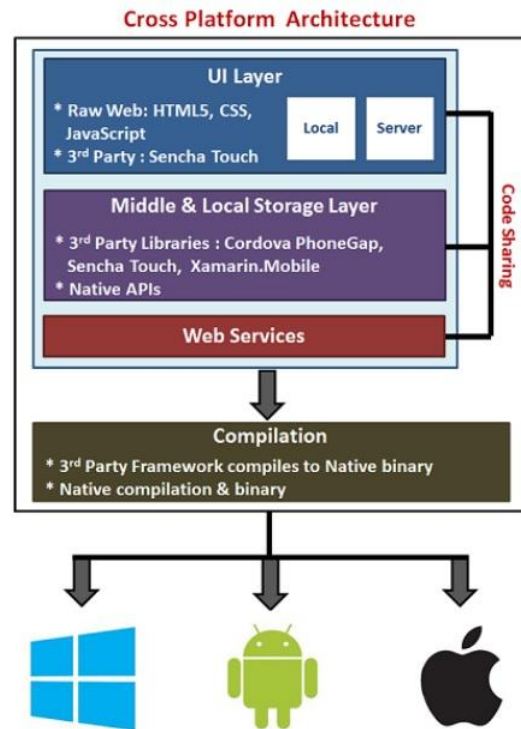 Cross Platform Architecture
UI Layer
* Raw Web: HTML5, CSS,
JavaScript
* 3rd Party : Sencha Touch
Local
Server
Middle & Local Storage Layer
* 3rd Party Libraries : Cordova PhoneGap,
Sencha Touch, Xamarin.Mobile
* Native APIs
Web Services
Code Sharing
Compilation
* 3rd Party Framework compiles to Native binary
* Native compilation & binary